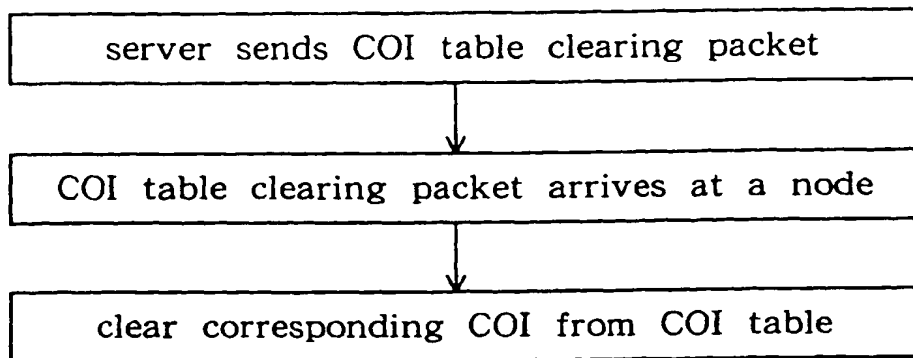 server sends COI table clearing packet
COI table clearing packet arrives at a node
clear corresponding COI from COI table